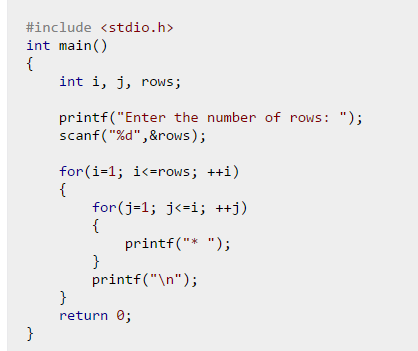 #include <stdio.h>
int main()
{
    int i, j, rows;

    printf("Enter the number of rows: ");
    scanf("%d",&rows);

    for(i=1; i<=rows; ++i)
    {
        for(j=1; j<=i; ++j)
        {
            printf("* ");
        }
        printf("\n");
    }
    return 0;
}